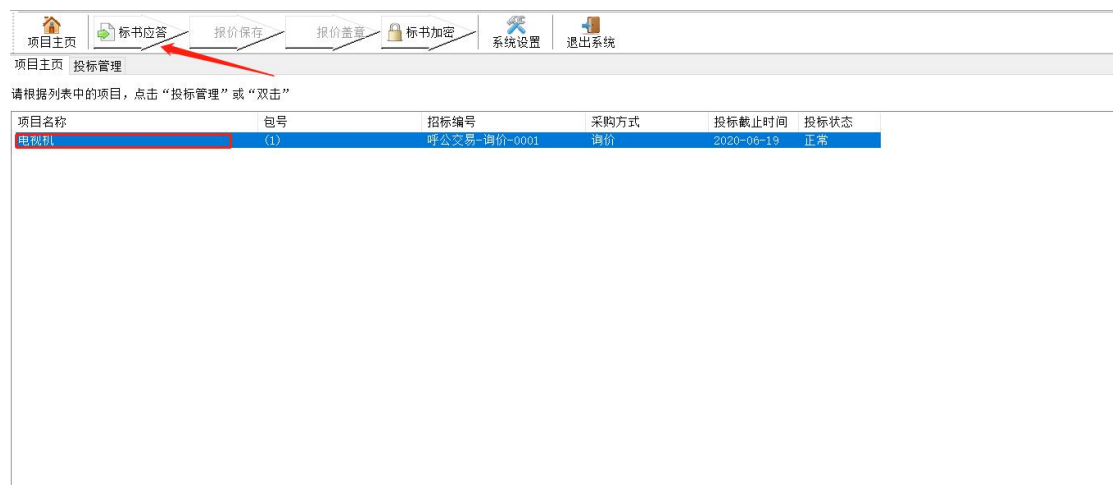 项目主页 标书应答 报价保存 报价盖章 标书加密 系统设置 退出系统
项目主页 投标管理
请根据列表中的项目，点击“投标管理”或“双击”
项目名称 包号 招标编号 采购方式 投标截止时间 投标状态
电视机 (1) 呼公交易-询价-0001 询价 2020-06-19 正常